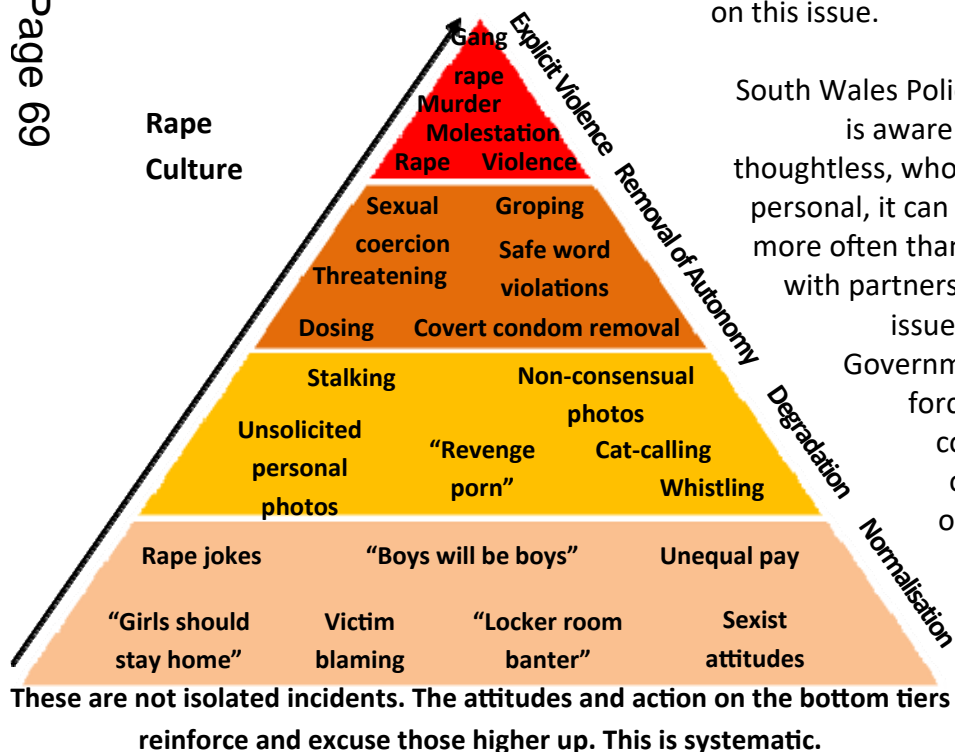 Page 69
Rape
Culture
Gang
rape
Murder
Molestation
Rape Violence
Explicit Violence
Sexual Groping
coercion Safe word
Threatening violations
Dosing Covert condom removal
Removal of Autonomy
Stalking Non-consensual
photos
Unsolicited “Revenge Cat-calling
personal porn” Whistling
photos
Degradation
Rape jokes “Boys will be boys” Unequal pay
“Girls should Victim “Locker room Sexist
stay home” blaming banter” attitudes
Normalisation
These are not isolated incidents. The attitudes and action on the bottom tiers
reinforce and excuse those higher up. This is systematic.
on this issue.
South Wales
is aware
thoughtless,
personal, it can
more often than
with partners
issue